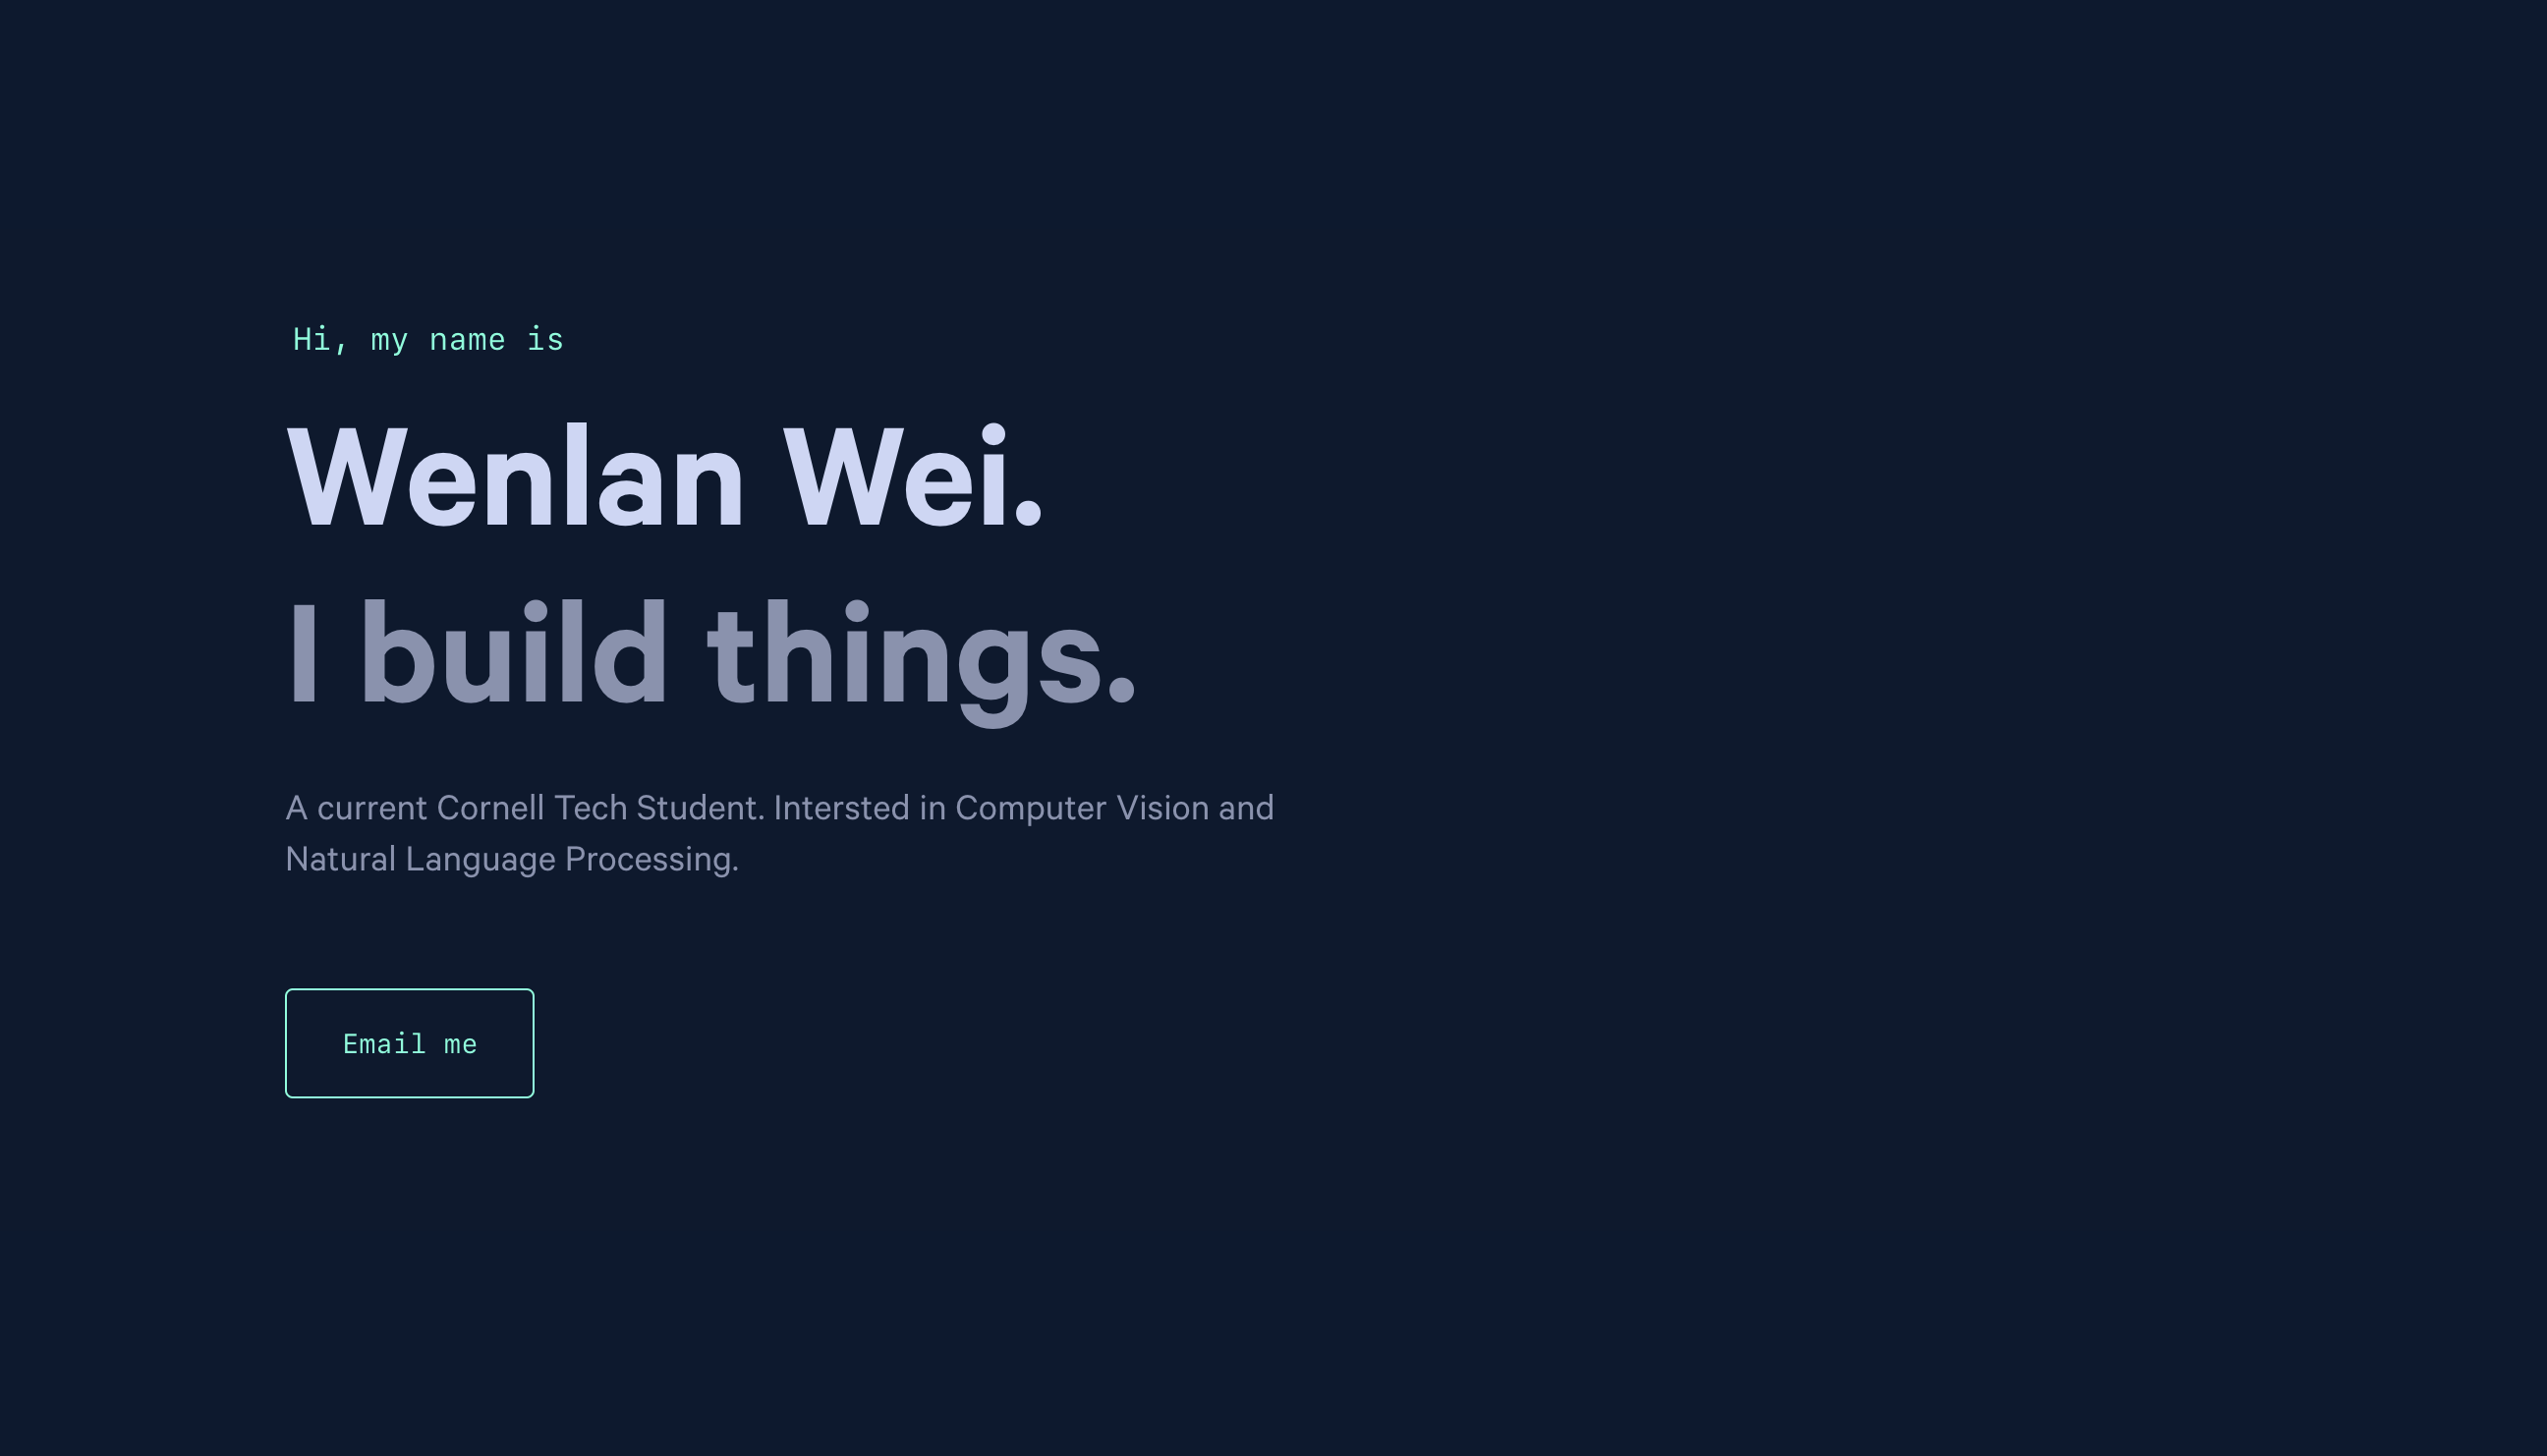 Hi, my name is
Wenlan Wei.
I build things.
A current Cornell Tech Student. Intersted in Computer Vision and
Natural Language Processing.
Email me